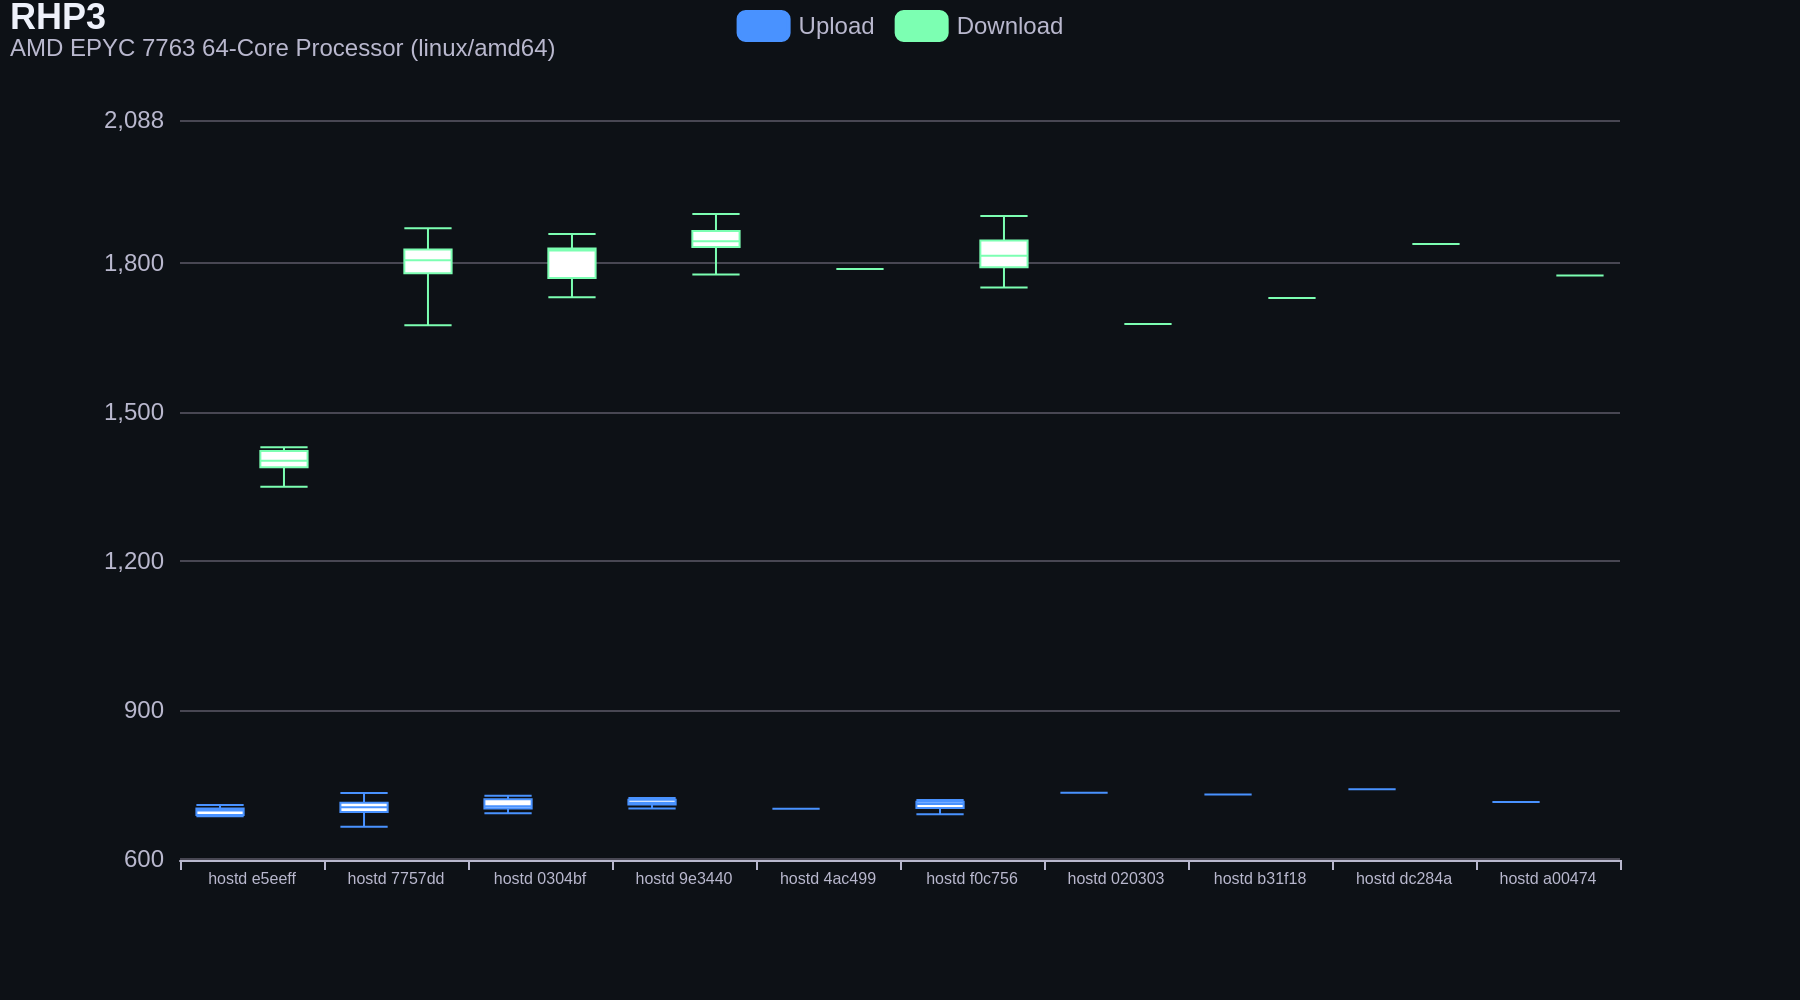 RHP3
AMD EPYC 7763 64-Core Processor (linux/amd64)
Upload
Download
2,088
1,800
1,500
1,200
900
600
hostd e5eeff
hostd 7757dd
hostd 0304bf
hostd 9e3440
hostd 4ac499
hostd f0c756
hostd 020303
hostd b31f18
hostd dc284a
hostd a00474